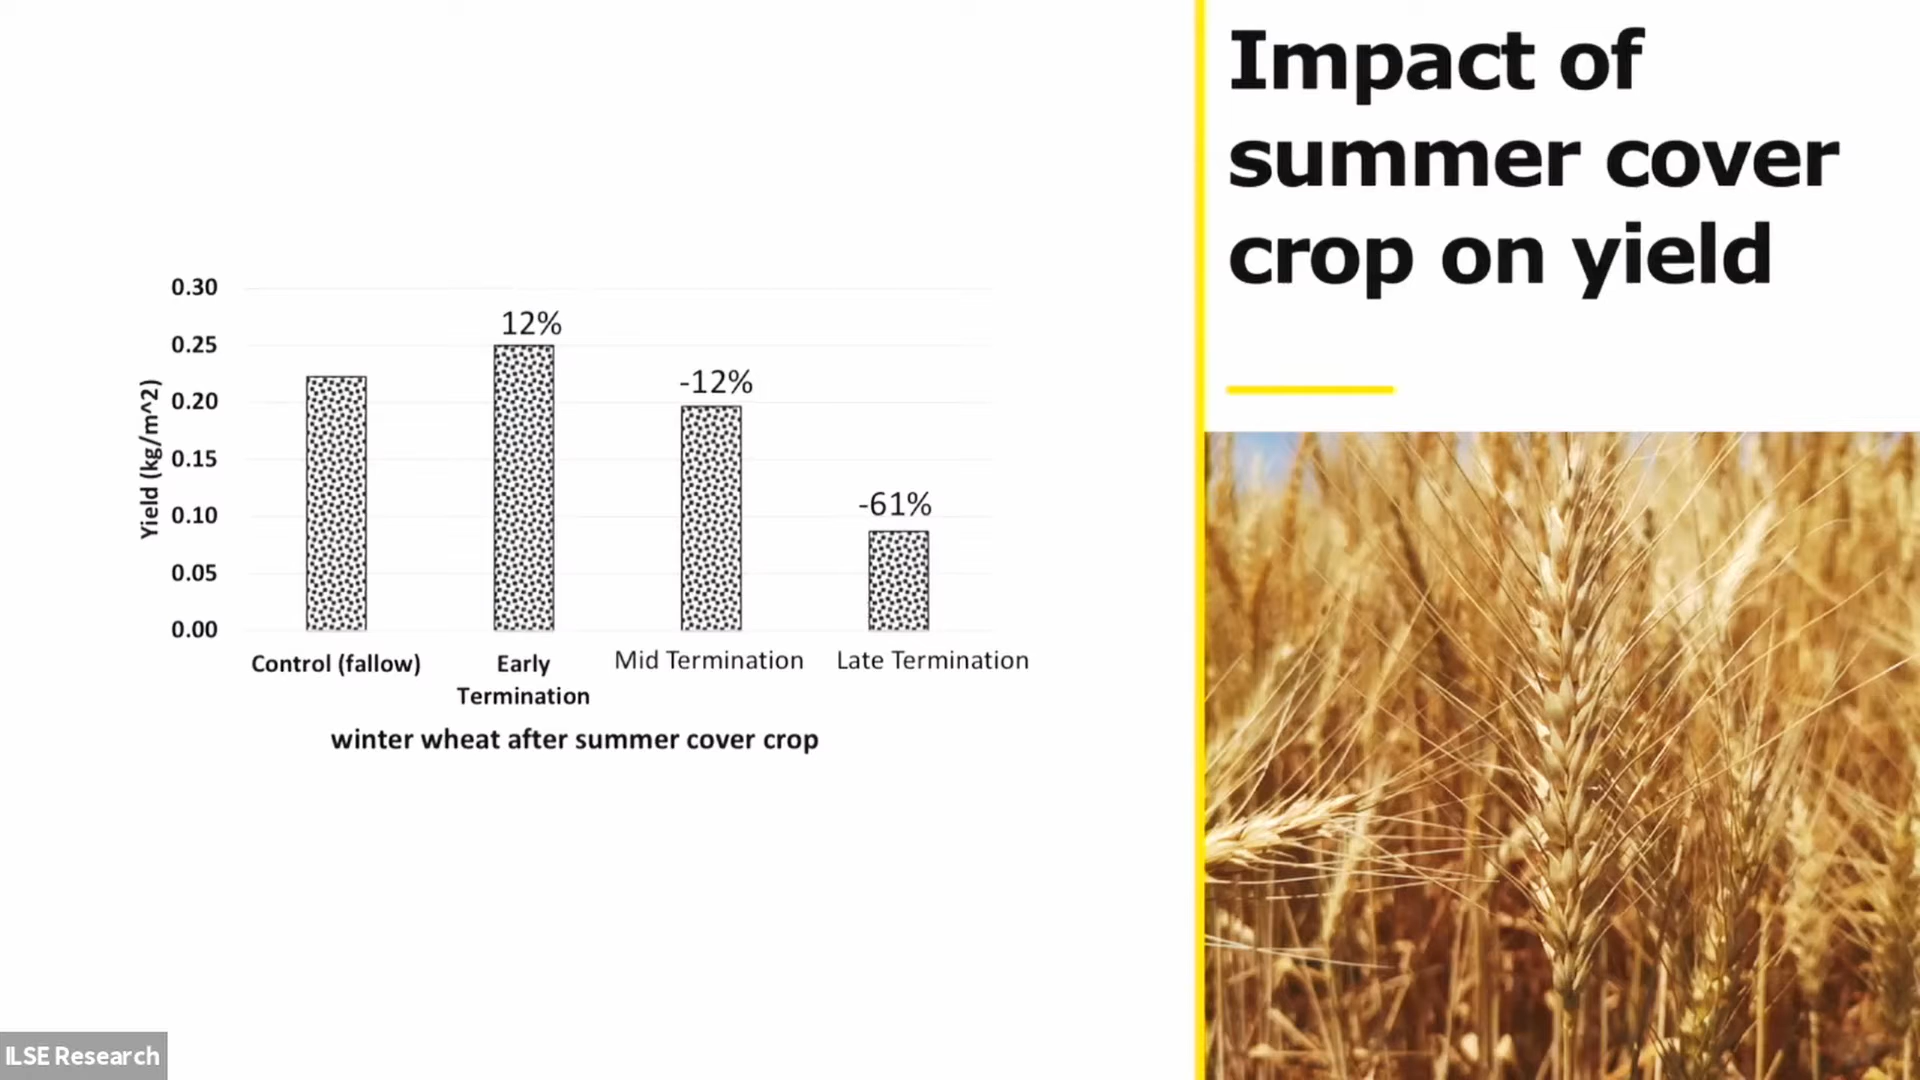 Impact of
summer cover
crop on yield
0.30
0.25
0.20
0.15
0.10
0.05
0.00
Yield (kg/m^2)
12%
-12%
-61%
Control (fallow)
Early
Termination
Mid Termination
Late Termination
winter wheat after summer cover crop
ILSE Research